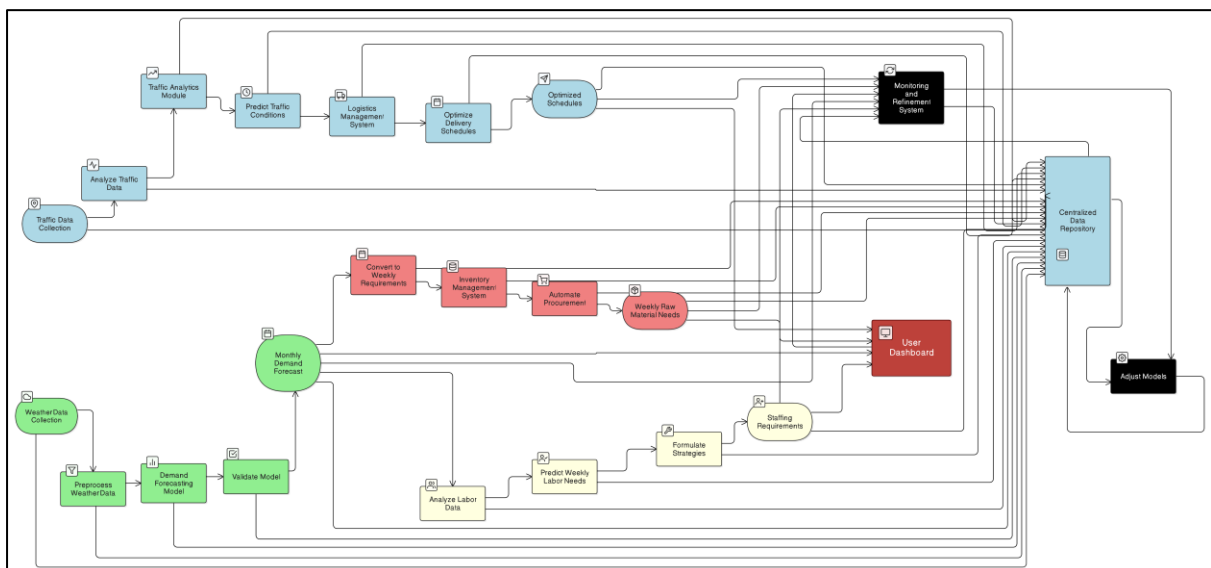 Traffic Analytics
Module
Predict Traffic
Conditions
Logistics
Management
System
Optimize
Delivery
Schedules
Optimized
Schedules
Monitoring
and
Refinement
System
Analyze Traffic
Data
Traffic Data
Collection
Centralized
Data
Repository
Convert to
Weekly
Requirements
Inventory
Management
System
Automate
Procurement
Weekly Raw
Material Needs
User
Dashboard
Monthly
Demand
Forecast
Adjust Models
Weather Data
Collection
Staffing
Requirements
Formulate
Strategies
Predict Weekly
Labor Needs
Preprocess
Weather Data
Demand
Forecasting
Model
Validate Model
Analyze Labor
Data